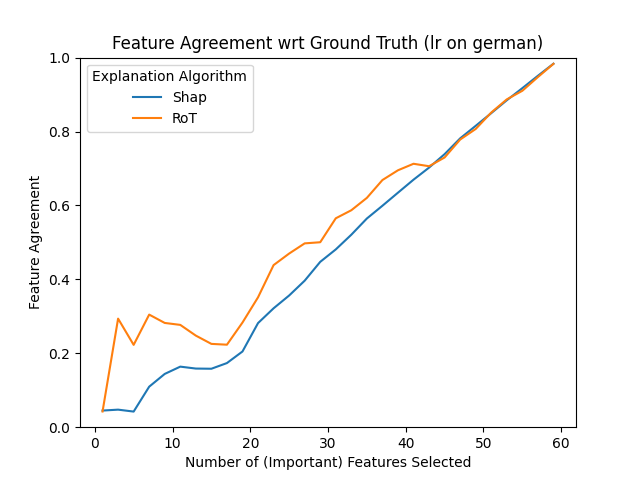 Feature Agreement wrt Ground Truth (lr on german)
Explanation Algorithm
Shap
RoT
Feature Agreement
1.0
0.8
0.6
0.4
0.2
0.0
0 10 20 30 40 50 60
Number of (Important) Features Selected